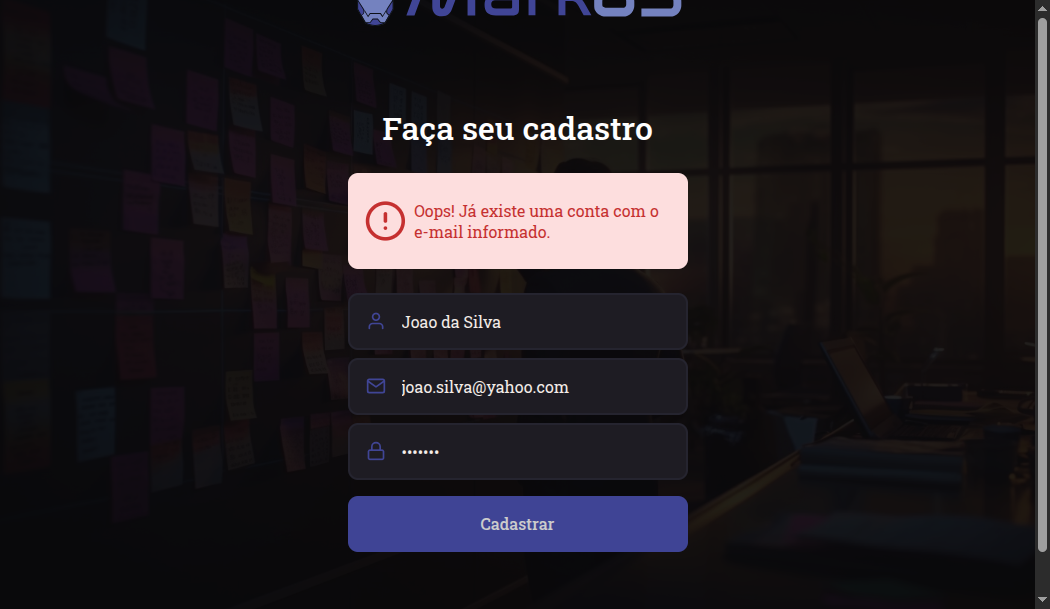 Mark85
Faça seu cadastro
Oops! Já existe uma conta com o
e-mail informado.
Joao da Silva
joao.silva@yahoo.com
•••••••
Cadastrar